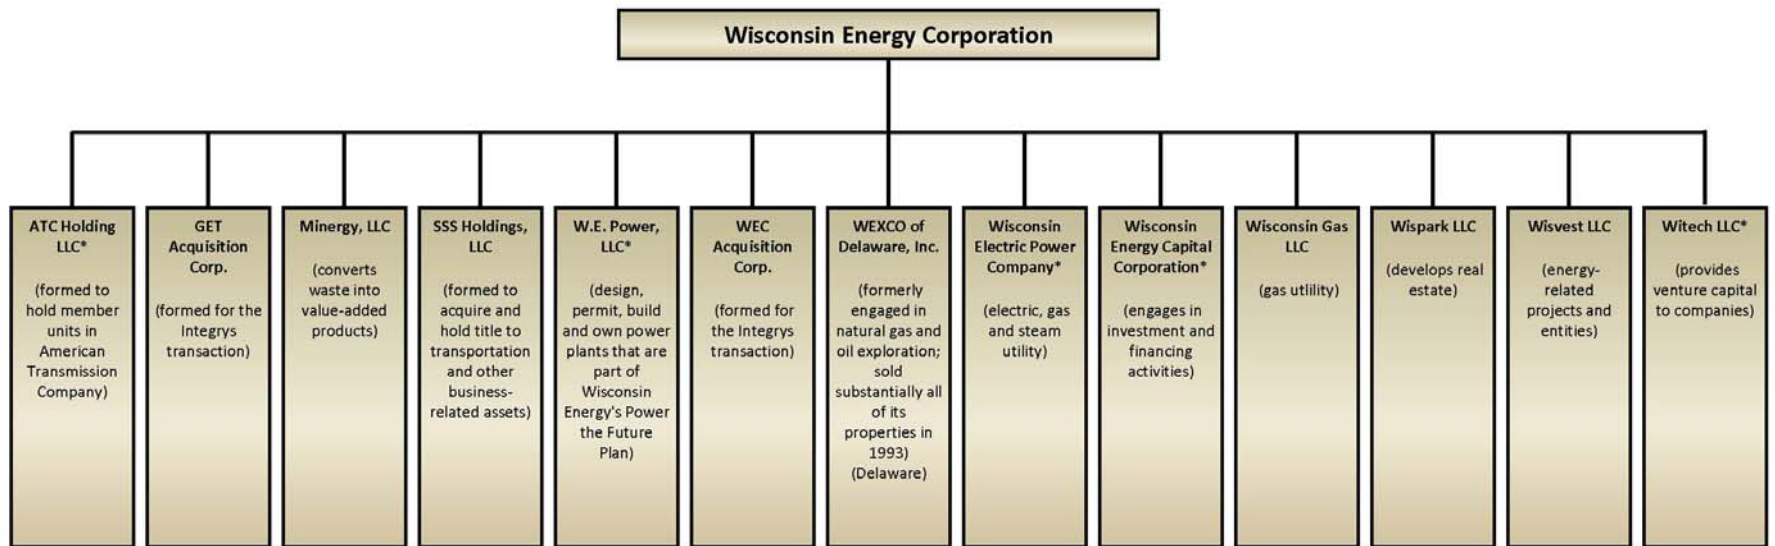 Wisconsin Energy Corporation
ATC Holding
LLC*
(formed to
hold member
units in
American
Transmission
Company)
GET
Acquisition
Corp.
(formed for the
Integrys
transaction)
Minergy, LLC
(converts
waste into
value-added
products)
SSS Holdings,
LLC
(formed to
acquire and
hold title to
transportation
and other
business-
related assets)
W.E. Power,
LLC*
(design,
permit, build
and own power
plants that are
part of
Wisconsin
Energy's Power
the Future
Plan)
WEC
Acquisition
Corp.
(formed for
the Integrys
transaction)
WEXCO of
Delaware, Inc.
(formerly
engaged in
natural gas and
oil exploration;
sold
substantially all
of its
properties in
1993)
(Delaware)
Wisconsin
Electric Power
Company*
(electric, gas
and steam
utility)
Wisconsin
Energy Capital
Corporation*
(engages in
investment and
financing
activities)
Wisconsin Gas
LLC
(gas utlility)
Wispark LLC
(develops real
estate)
Wisvest LLC
(energy-
related
projects and
entities)
Witech LLC*
(provides
venture capital
to companies)